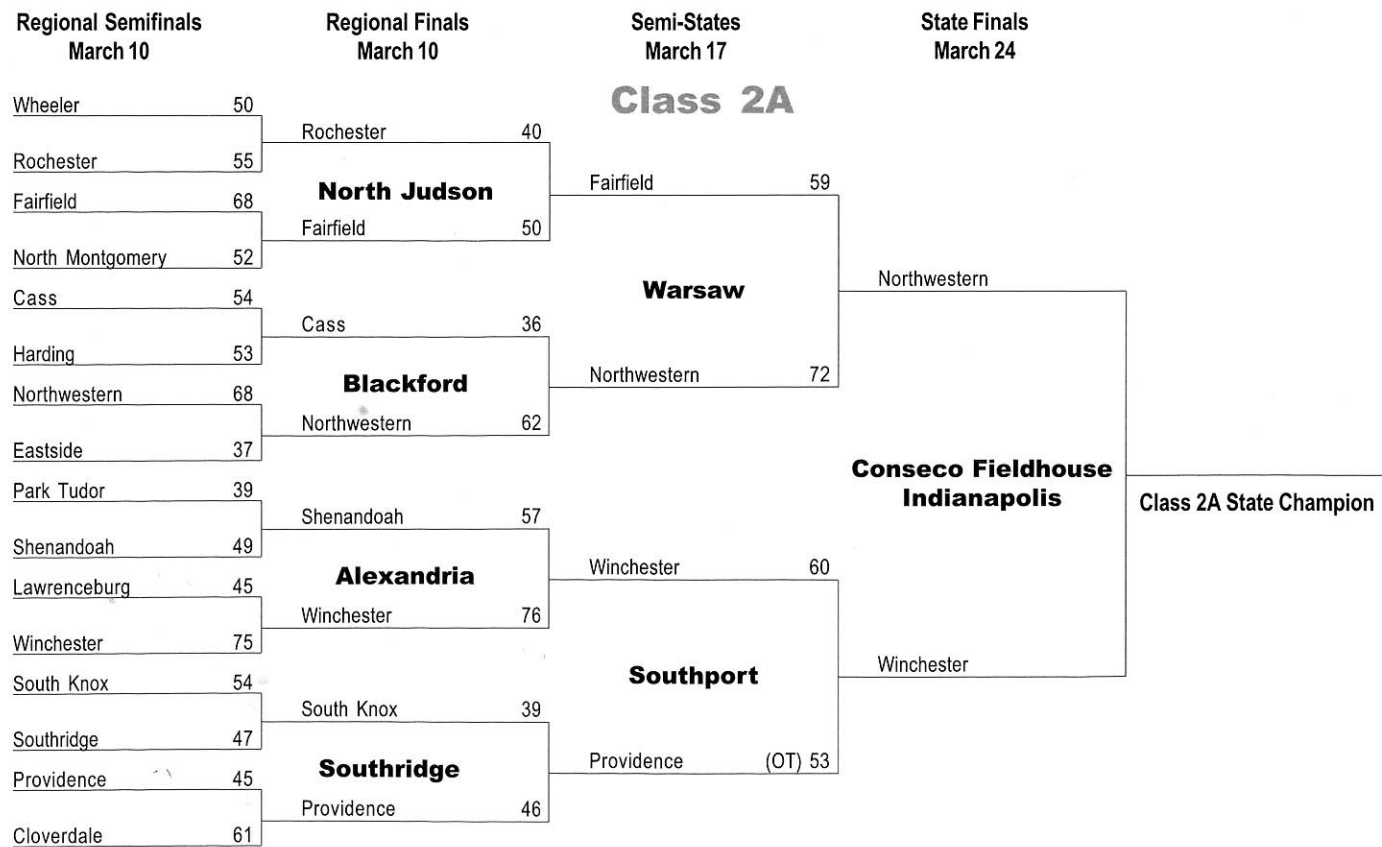 Regional Semifinals
March 10
Regional Finals
March 10
Semi-States
March 17
State Finals
March 24
Class 2A
Wheeler 50
Rochester 55
Fairfield 68
North Montgomery 52
Cass 54
Harding 53
Northwestern 68
Eastside 37
Park Tudor 39
Shenandoah 49
Lawrenceburg 45
Winchester 75
South Knox 54
Southridge 47
Providence 45
Cloverdale 61
Rochester 40
North Judson
Fairfield 50
Cass 36
Blackford
Northwestern 62
Shenandoah 57
Alexandria
Winchester 76
South Knox 39
Southridge
Providence 46
Fairfield 59
Warsaw
Northwestern 72
Winchester 60
Southport
Providence (OT) 53
Northwestern
Conseco Fieldhouse
Indianapolis
Winchester
Class 2A State Champion